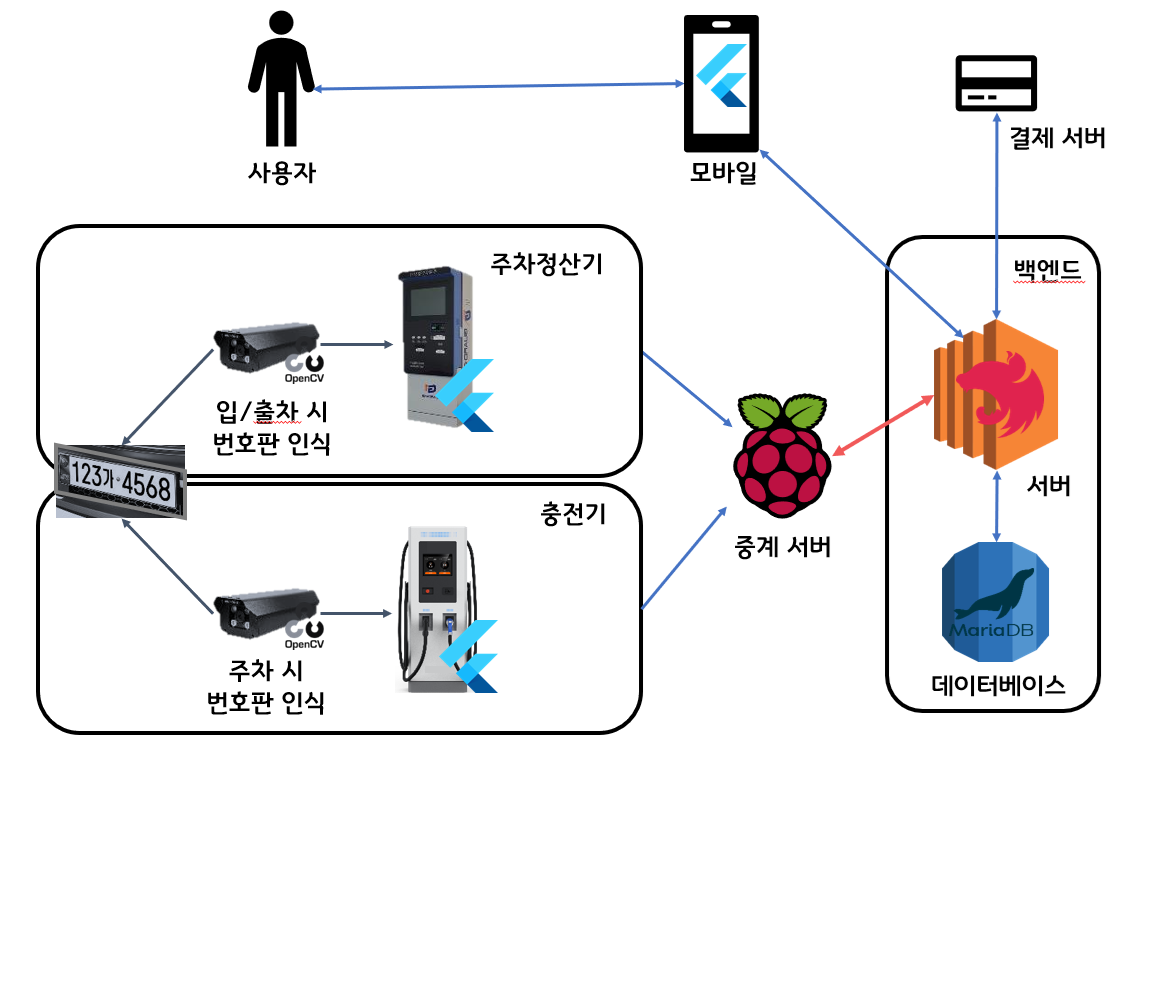 사용자
모바일
결제 서버
주차정산기
OpenCV
입/출차 시
번호판 인식
123가·4568
충전기
OpenCV
주차 시
번호판 인식
중계 서버
백엔드
서버
MariaDB
데이터베이스